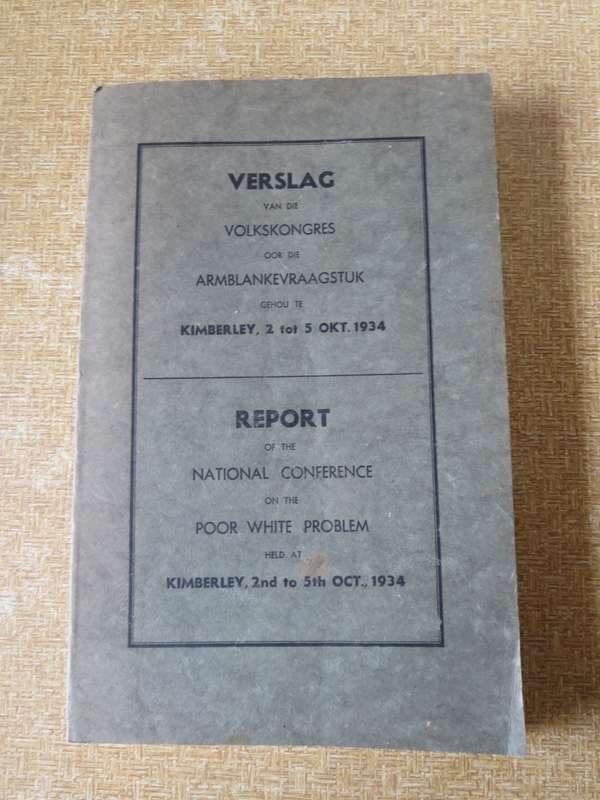 VERSLAG
VAN DIE
VOLKSKONGRES
OOR DIE
ARMBLANKEVRAAGSTUK
GEHOU TE
KIMBERLEY, 2 tot 5 OKT. 1934
REPORT
OF THE
NATIONAL CONFERENCE
ON THE
POOR WHITE PROBLEM
HELD AT
KIMBERLEY, 2nd to 5th OCT., 1934